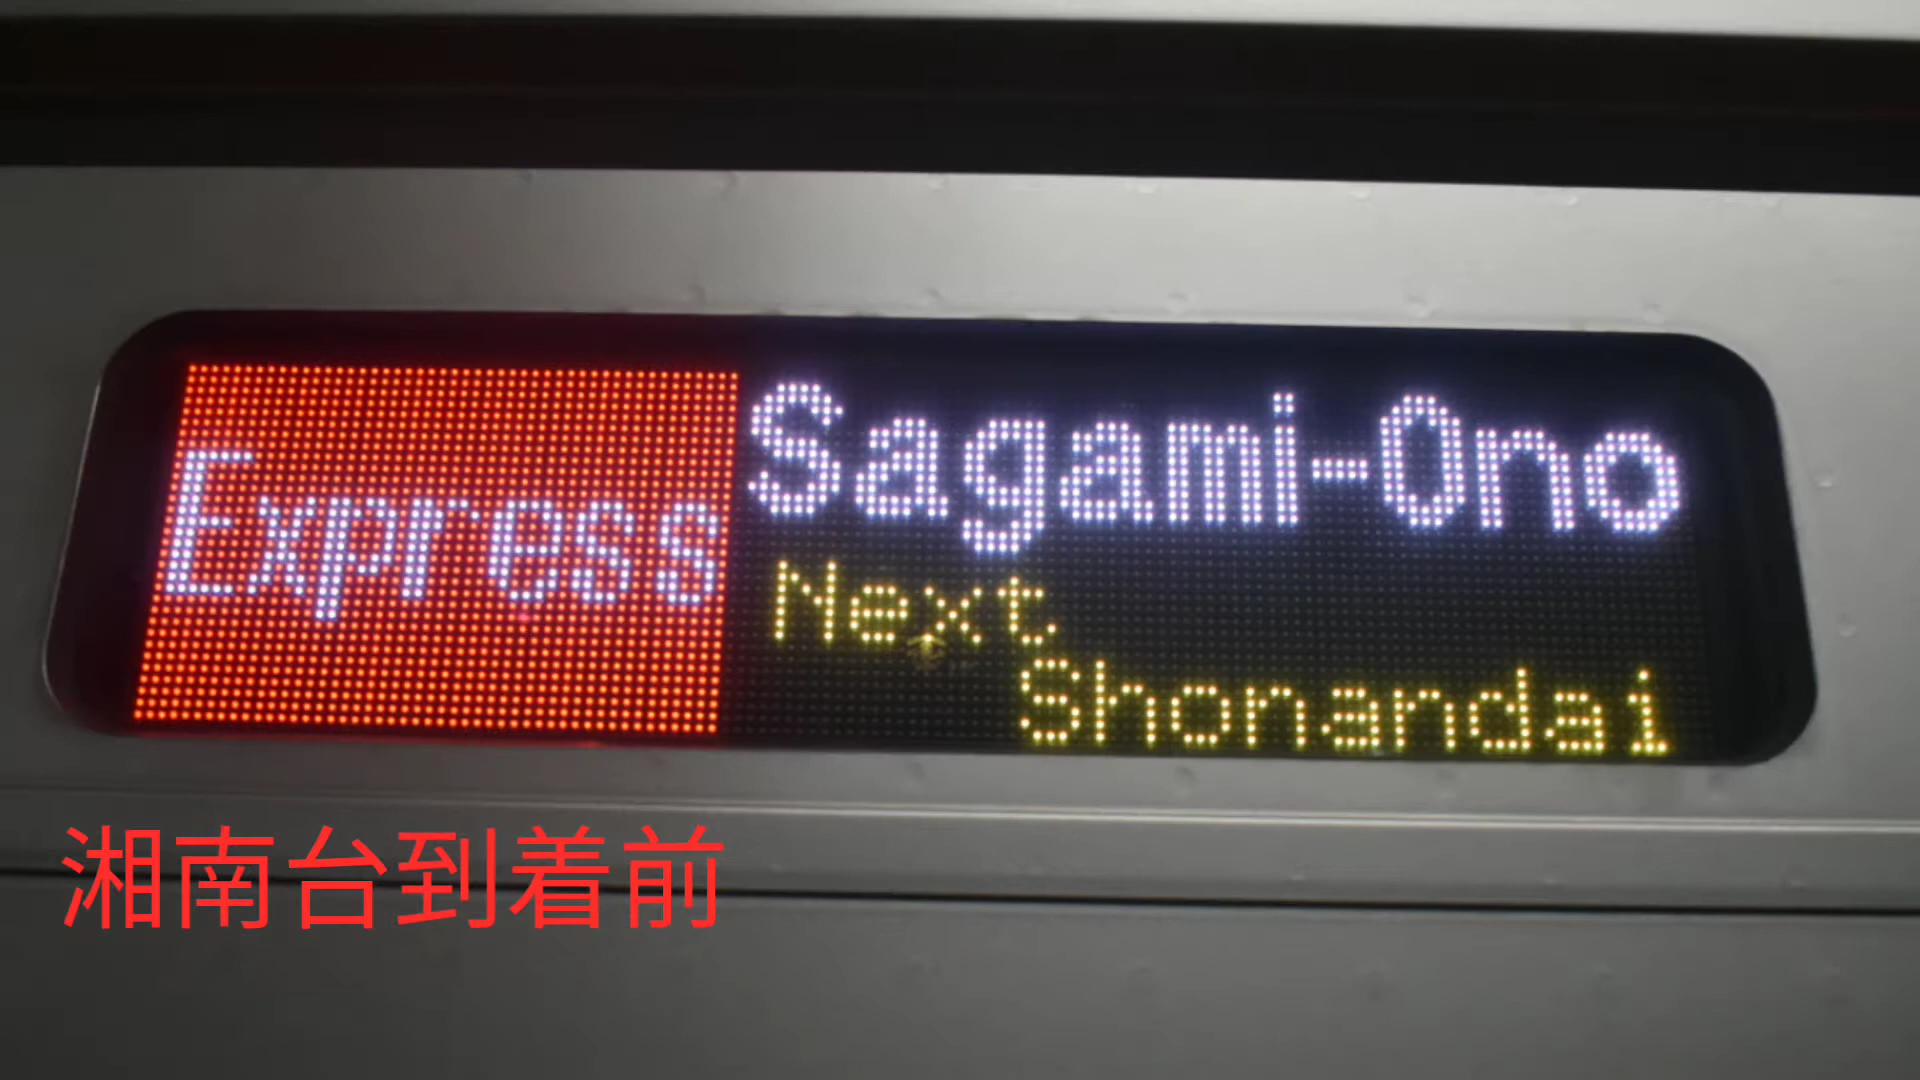 Express
Sagami-Ono
Next
Shonandai
湘南台到着前